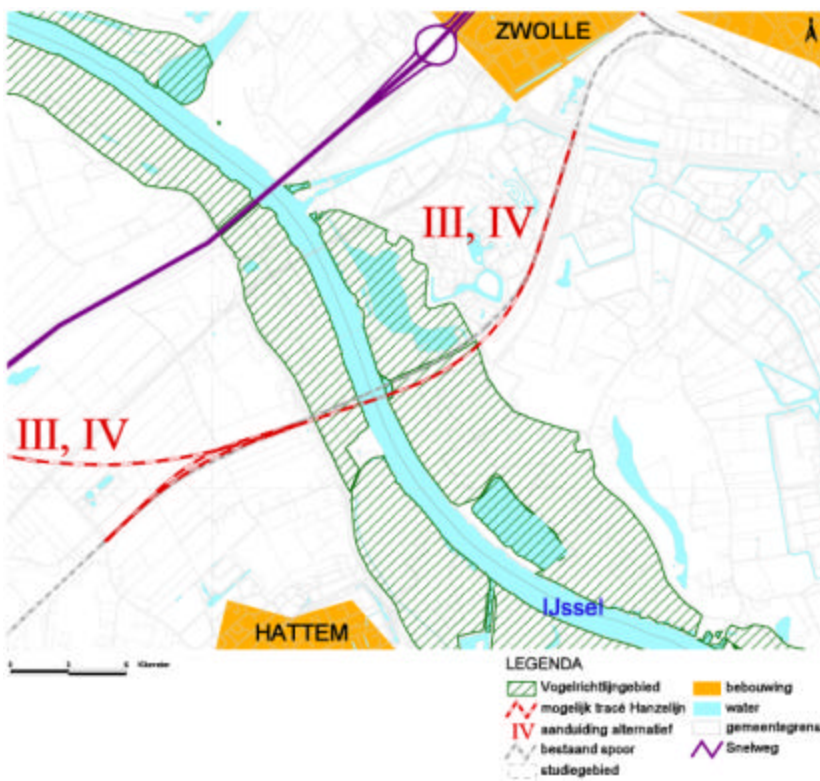 ZWOLLE
III, IV
III, IV
IJssel
HATTEM
LEGENDA
Vogelrichtlijngebied
mogelijk tracé Hanzelijn
IV aanduiding alternatief
bestaand spoor
studiegebied
bebouwing
water
gemeentegrens
Snelweg